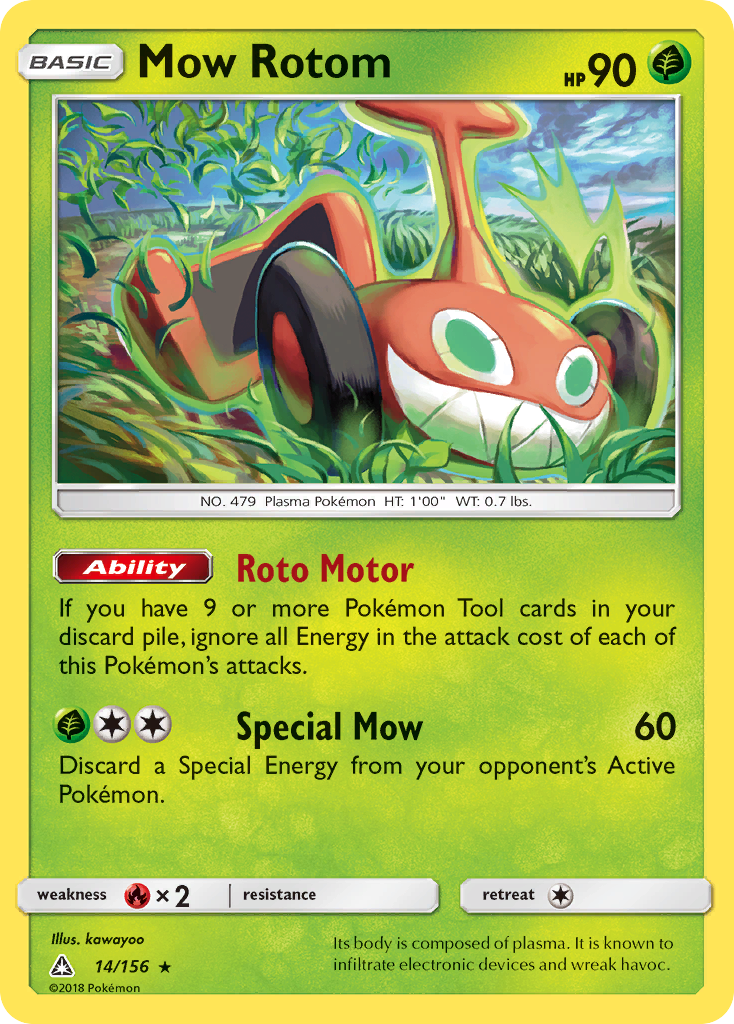 BASIC Mow Rotom HP 90
NO. 479 Plasma Pokémon HT: 1'00" WT: 0.7 lbs.
Ability Roto Motor
If you have 9 or more Pokémon Tool cards in your
discard pile, ignore all Energy in the attack cost of each of
this Pokémon's attacks.
Special Mow 60
Discard a Special Energy from your opponent's Active
Pokémon.
weakness × 2 resistance retreat
Illus. kawayoo
14/156 ★
©2018 Pokémon
Its body is composed of plasma. It is known to
infiltrate electronic devices and wreak havoc.